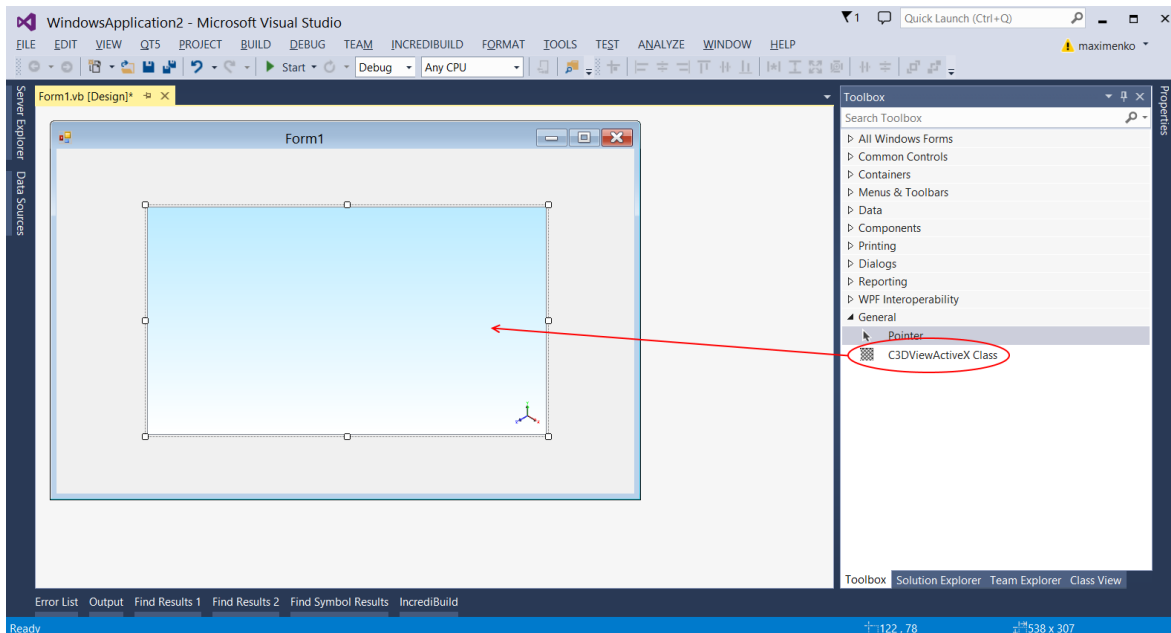 WindowsApplication2 - Microsoft Visual Studio
1
Quick Launch (Ctrl+Q)
FILE EDIT VIEW QT5 PROJECT BUILD DEBUG TEAM INCREDIBUILD FORMAT TOOLS TEST ANALYZE WINDOW HELP
maximenko
Start Debug Any CPU
Server Explorer
Data Sources
Form1.vb [Design]*
Form1
Toolbox
Search Toolbox
All Windows Forms
Common Controls
Containers
Menus & Toolbars
Data
Components
Printing
Dialogs
Reporting
WPF Interoperability
General
Pointer
C3DViewActiveX Class
Properties
Toolbox Solution Explorer Team Explorer Class View
Error List Output Find Results 1 Find Results 2 Find Symbol Results IncrediBuild
Ready
122 , 78
538 x 307